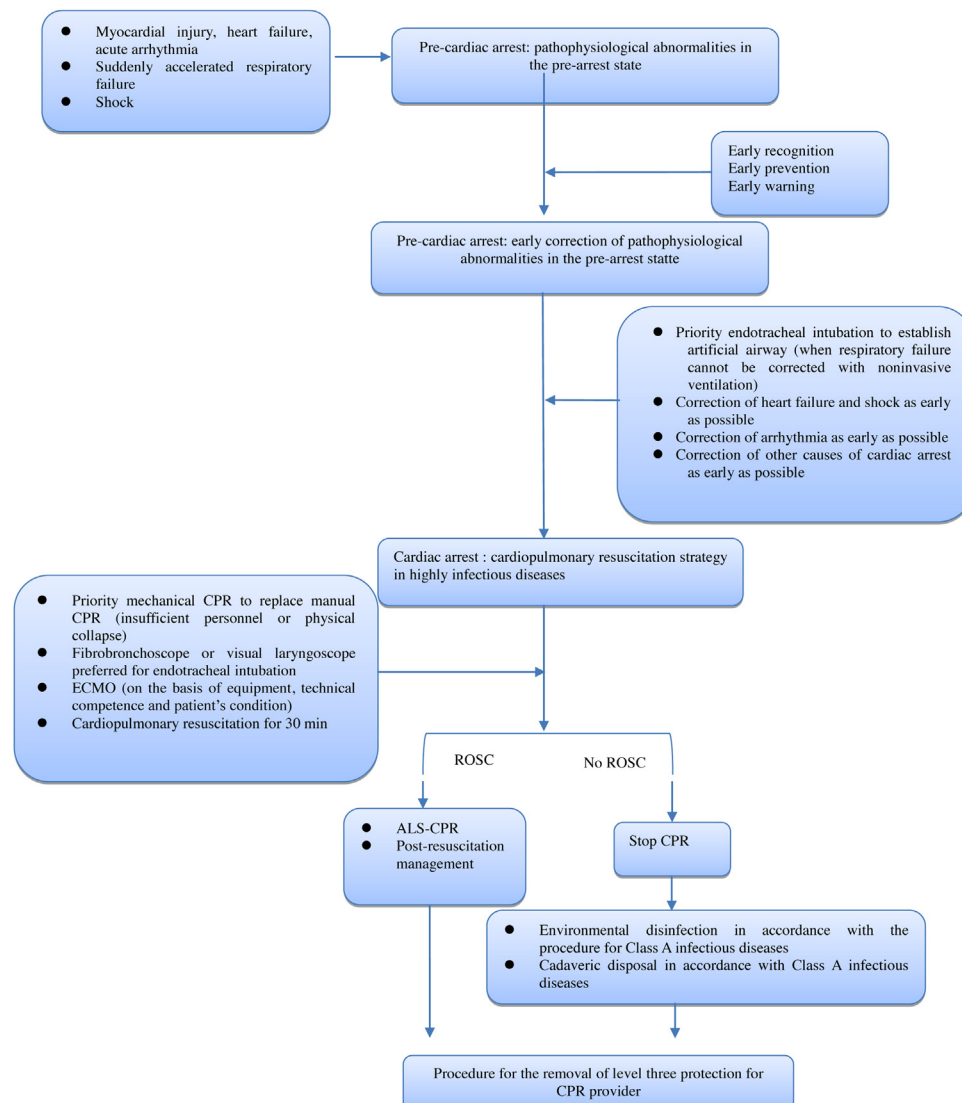 ● Myocardial injury, heart failure,
acute arrhythmia
● Suddenly accelerated respiratory
failure
● Shock
Pre-cardiac arrest: pathophysiological abnormalities in
the pre-arrest state
Early recognition
Early prevention
Early warning
Pre-cardiac arrest: early correction of pathophysiological
abnormalities in the pre-arrest statte
● Priority endotracheal intubation to establish
artificial airway (when respiratory failure
cannot be corrected with noninvasive
ventilation)
● Correction of heart failure and shock as early
as possible
● Correction of arrhythmia as early as possible
● Correction of other causes of cardiac arrest
as early as possible
Cardiac arrest : cardiopulmonary resuscitation strategy
in highly infectious diseases
● Priority mechanical CPR to replace manual
CPR (insufficient personnel or physical
collapse)
● Fibrobronchoscope or visual laryngoscope
preferred for endotracheal intubation
● ECMO (on the basis of equipment, technical
competence and patient's condition)
● Cardiopulmonary resuscitation for 30 min
ROSC
No ROSC
● ALS-CPR
● Post-resuscitation
management
Stop CPR
● Environmental disinfection in accordance with the
procedure for Class A infectious diseases
● Cadaveric disposal in accordance with Class A infectious
diseases
Procedure for the removal of level three protection for
CPR provider